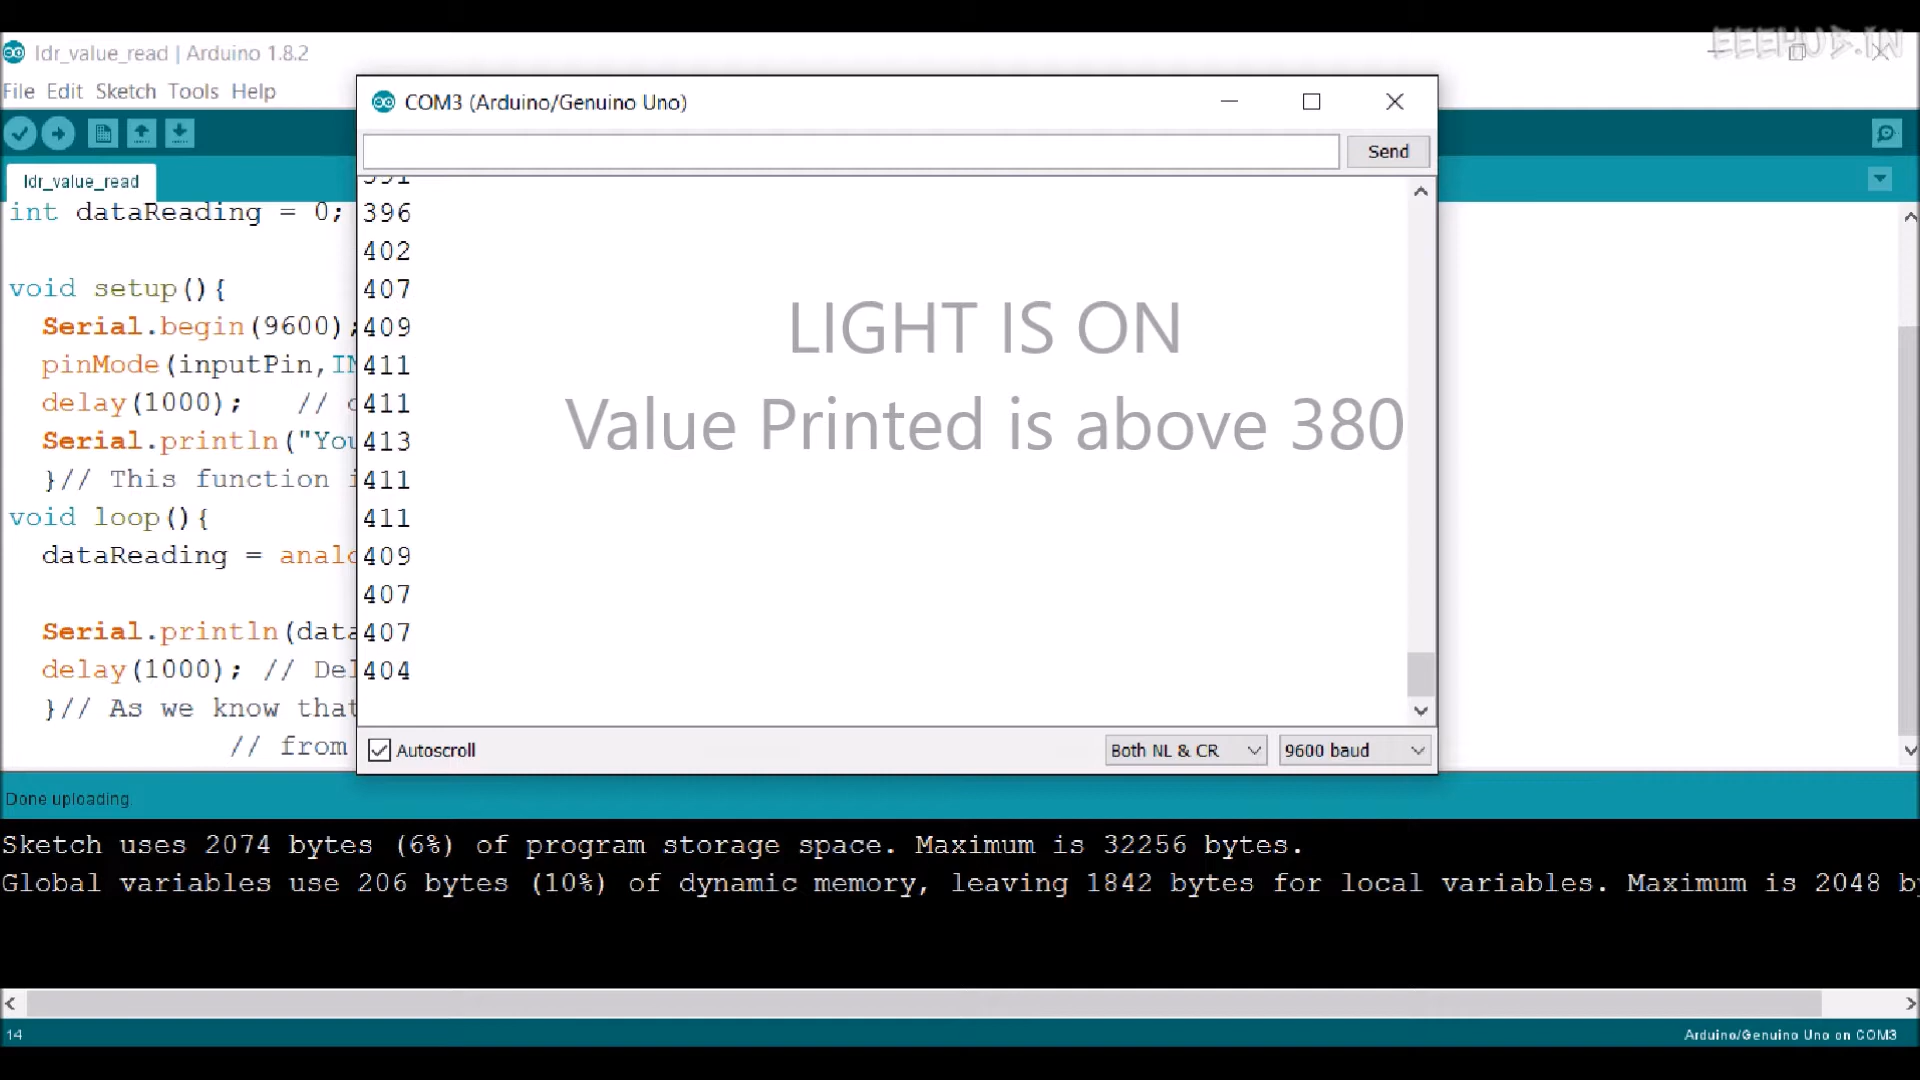 EEEHUB.IN
ldr_value_read | Arduino 1.8.2
File Edit Sketch Tools Help
COM3 (Arduino/Genuino Uno)
Send
ldr_value_read
int dataReading = 0;
void setup(){
Serial.begin(9600);
pinMode(inputPin,
delay(1000); //
Serial.println("You
}// This function
void loop(){
dataReading =
Serial.println(
delay(1000); //
}// As we know that
// from
391
396
402
407
409
411
411
413
411
411
409
407
407
404
LIGHT IS ON
Value Printed is above 380
Autoscroll
Both NL & CR
9600 baud
Done uploading.
Sketch uses 2074 bytes (6%) of program storage space. Maximum is 32256 bytes.
Global variables use 206 bytes (10%) of dynamic memory, leaving 1842 bytes for local variables. Maximum is 2048
14
Arduino/Genuino Uno on COM3